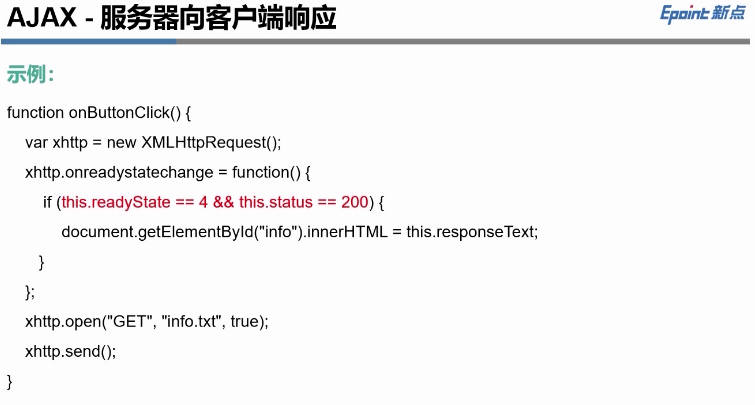 AJAX - 服务器向客户端响应
Epoint 新点
示例：
function onButtonClick() {
var xhttp = new XMLHttpRequest();
xhttp.onreadystatechange = function() {
if (this.readyState == 4 && this.status == 200) {
document.getElementById("info").innerHTML = this.responseText;
}
};
xhttp.open("GET", "info.txt", true);
xhttp.send();
}